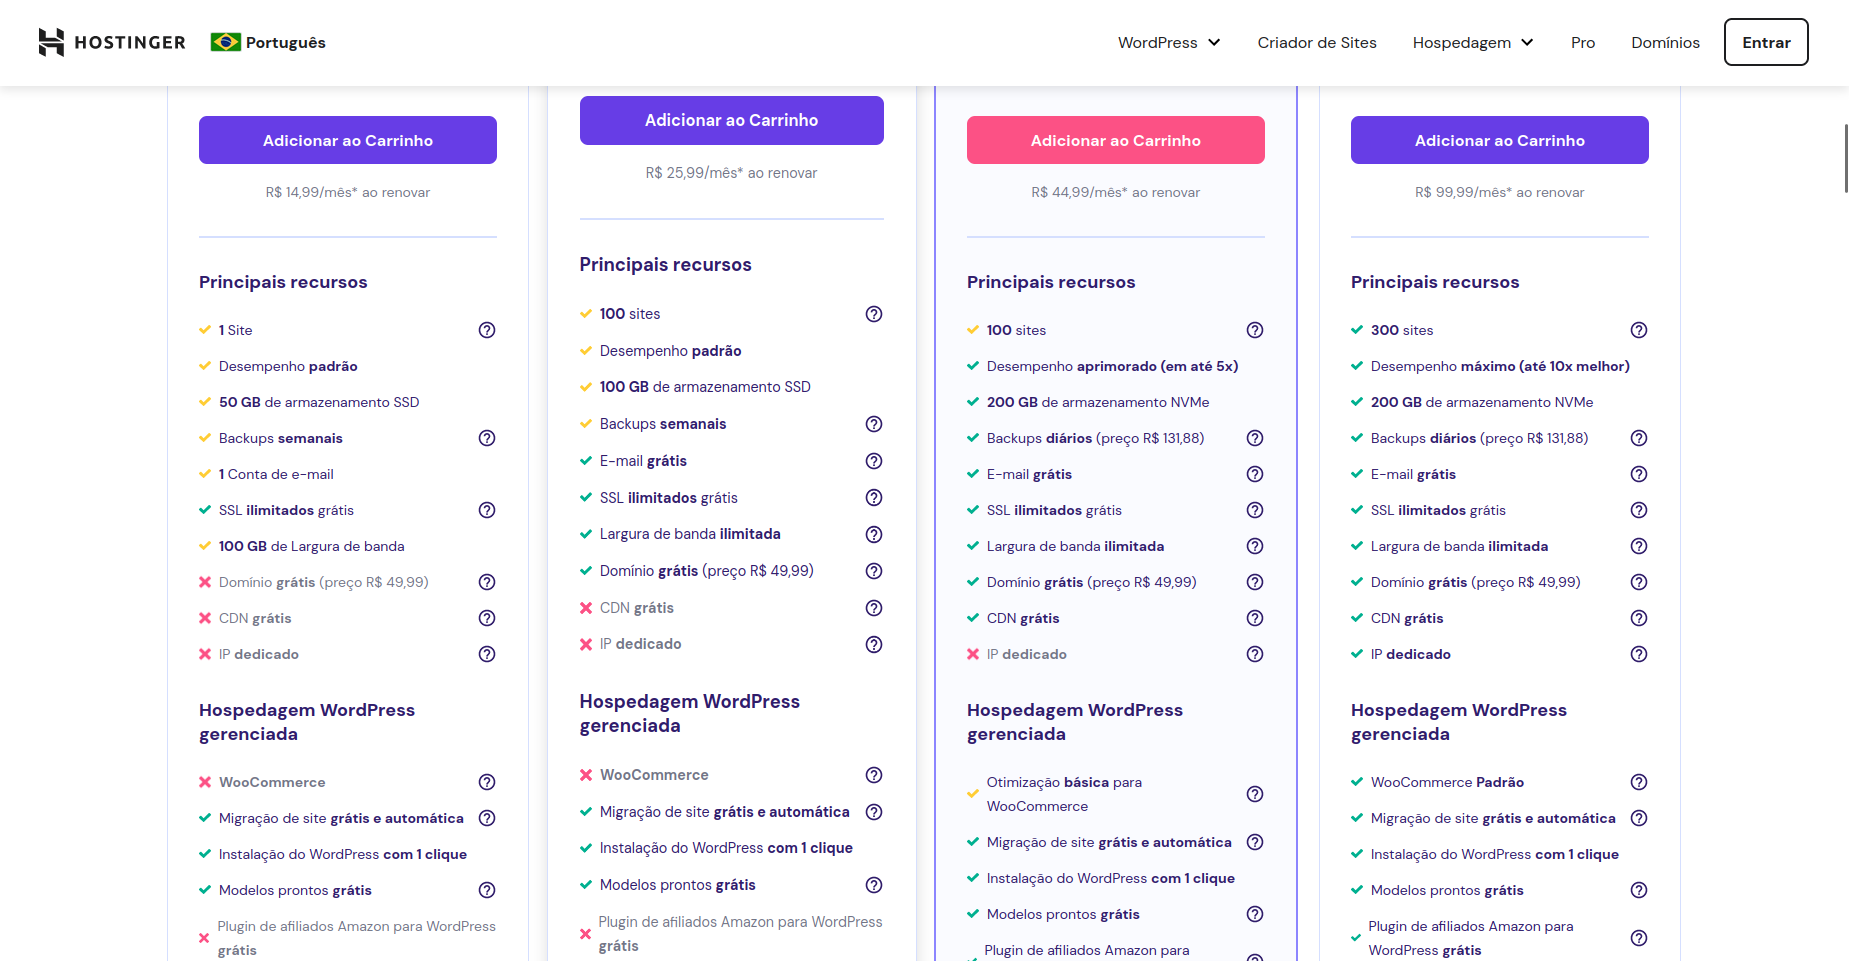 HOSTINGER
Português
WordPress
Criador de Sites
Hospedagem
Pro
Domínios
Entrar
Adicionar ao Carrinho
R$ 14,99/mês* ao renovar
Principais recursos
1 Site
Desempenho padrão
50 GB de armazenamento SSD
Backups semanais
1 Conta de e-mail
SSL ilimitados grátis
100 GB de Largura de banda
Domínio grátis (preço R$ 49,99)
CDN grátis
IP dedicado
Hospedagem WordPress
gerenciada
WooCommerce
Migração de site grátis e automática
Instalação do WordPress com 1 clique
Modelos prontos grátis
Plugin de afiliados Amazon para WordPress
grátis
Adicionar ao Carrinho
R$ 25,99/mês* ao renovar
Principais recursos
100 sites
Desempenho padrão
100 GB de armazenamento SSD
Backups semanais
E-mail grátis
SSL ilimitados grátis
Largura de banda ilimitada
Domínio grátis (preço R$ 49,99)
CDN grátis
IP dedicado
Hospedagem WordPress
gerenciada
WooCommerce
Migração de site grátis e automática
Instalação do WordPress com 1 clique
Modelos prontos grátis
Plugin de afiliados Amazon para WordPress
grátis
Adicionar ao Carrinho
R$ 44,99/mês* ao renovar
Principais recursos
100 sites
Desempenho aprimorado (em até 5x)
200 GB de armazenamento NVMe
Backups diários (preço R$ 131,88)
E-mail grátis
SSL ilimitados grátis
Largura de banda ilimitada
Domínio grátis (preço R$ 49,99)
CDN grátis
IP dedicado
Hospedagem WordPress
gerenciada
Otimização básica para
WooCommerce
Migração de site grátis e automática
Instalação do WordPress com 1 clique
Modelos prontos grátis
Plugin de afiliados Amazon para
Adicionar ao Carrinho
R$ 99,99/mês* ao renovar
Principais recursos
300 sites
Desempenho máximo (até 10x melhor)
200 GB de armazenamento NVMe
Backups diários (preço R$ 131,88)
E-mail grátis
SSL ilimitados grátis
Largura de banda ilimitada
Domínio grátis (preço R$ 49,99)
CDN grátis
IP dedicado
Hospedagem WordPress
gerenciada
WooCommerce Padrão
Migração de site grátis e automática
Instalação do WordPress com 1 clique
Modelos prontos grátis
Plugin de afiliados Amazon para
WordPress grátis